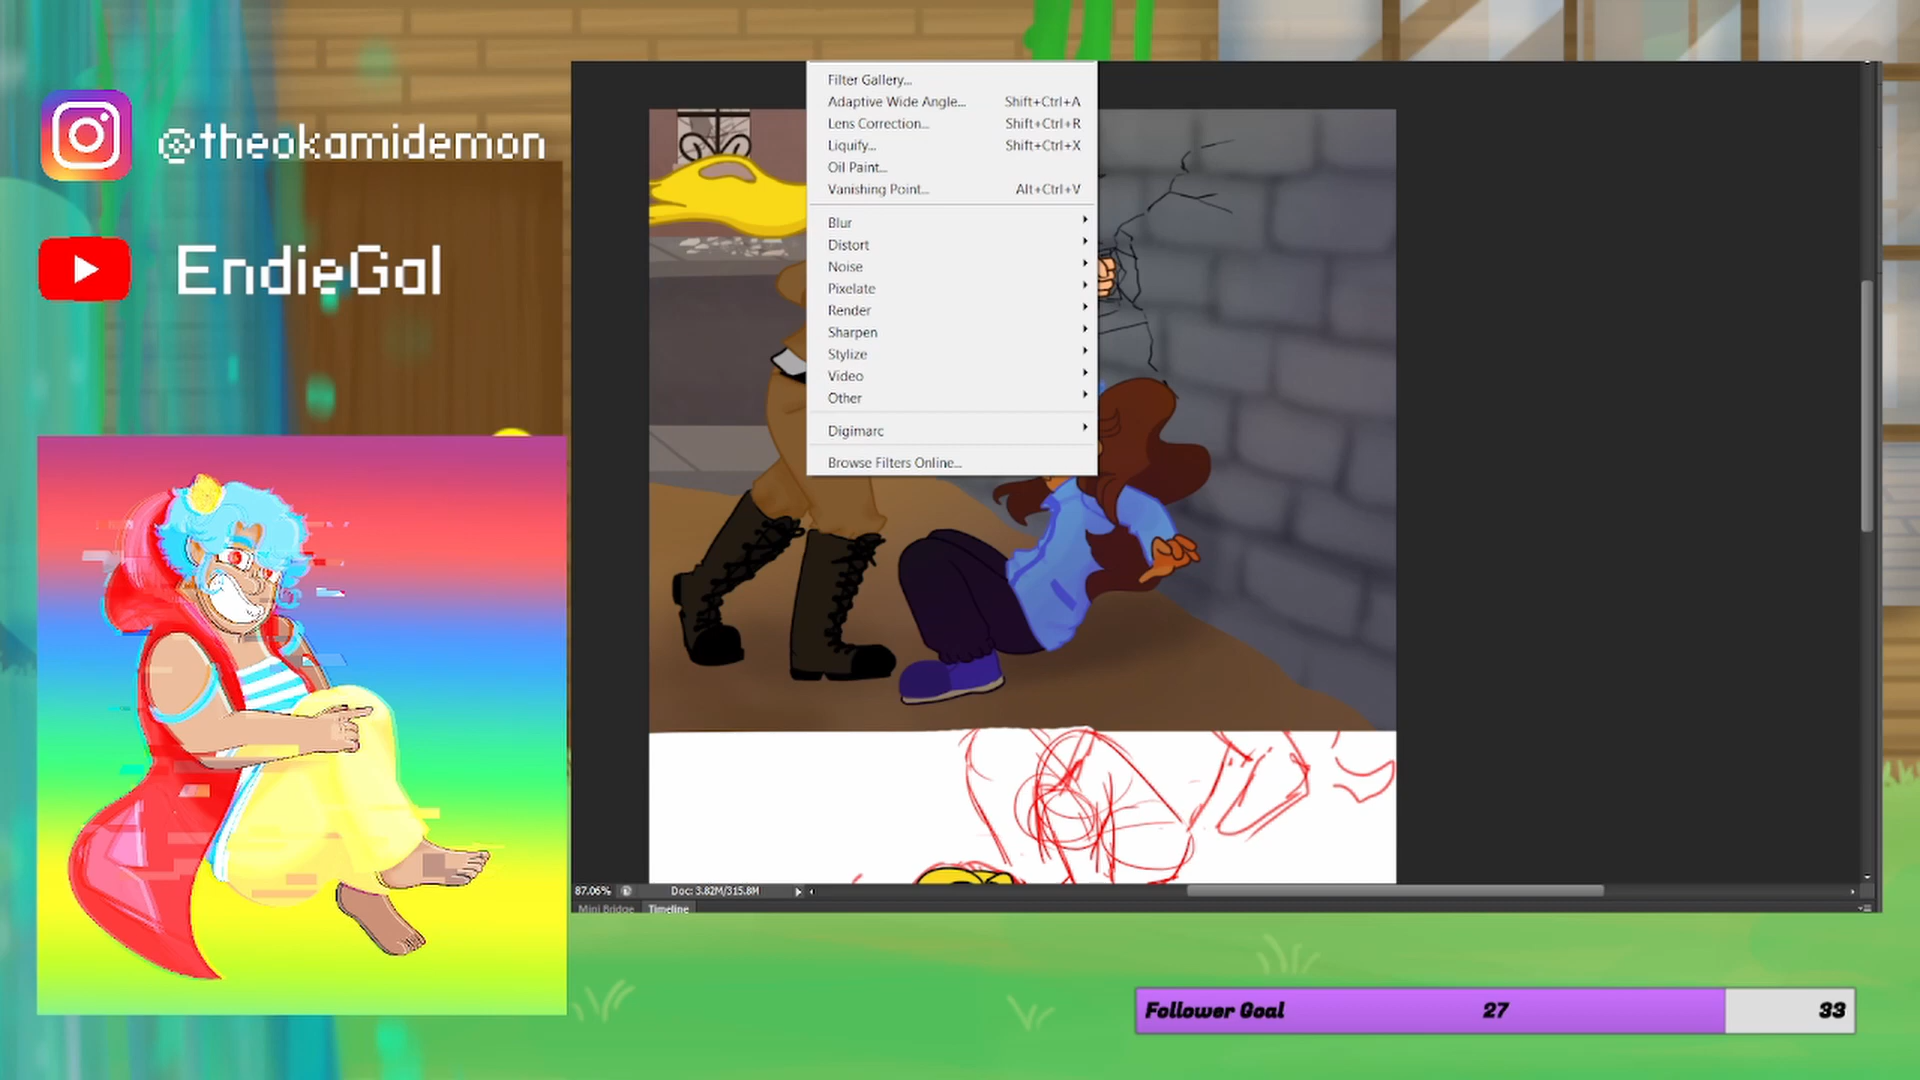 @theokamidemon
EndieGal
Filter Gallery...
Adaptive Wide Angle... Shift+Ctrl+A
Lens Correction... Shift+Ctrl+R
Liquify... Shift+Ctrl+X
Oil Paint...
Vanishing Point... Alt+Ctrl+V
Blur
Distort
Noise
Pixelate
Render
Sharpen
Stylize
Video
Other
Digimarc
Browse Filters Online...
87.06% Doc: 3.82M/315.8M
Mini Bridge Timeline
Follower Goal 27 33